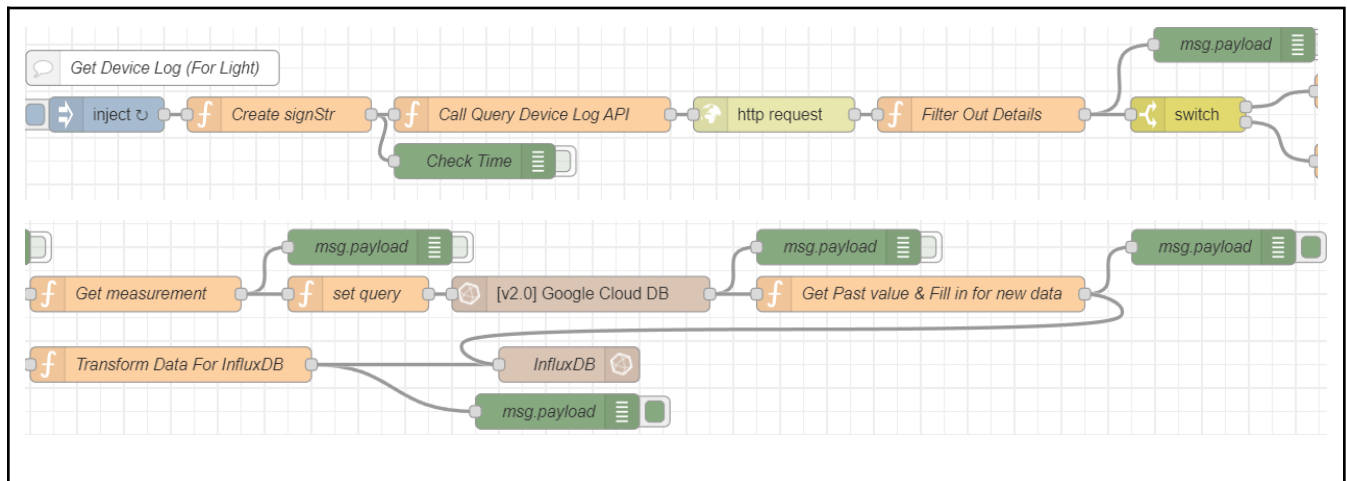 msg.payload
Get Device Log (For Light)
inject ↻
Create signStr
Call Query Device Log API
http request
Filter Out Details
switch
Check Time
msg.payload
msg.payload
msg.payload
Get measurement
set query
[v2.0] Google Cloud DB
Get Past value & Fill in for new data
Transform Data For InfluxDB
InfluxDB
msg.payload